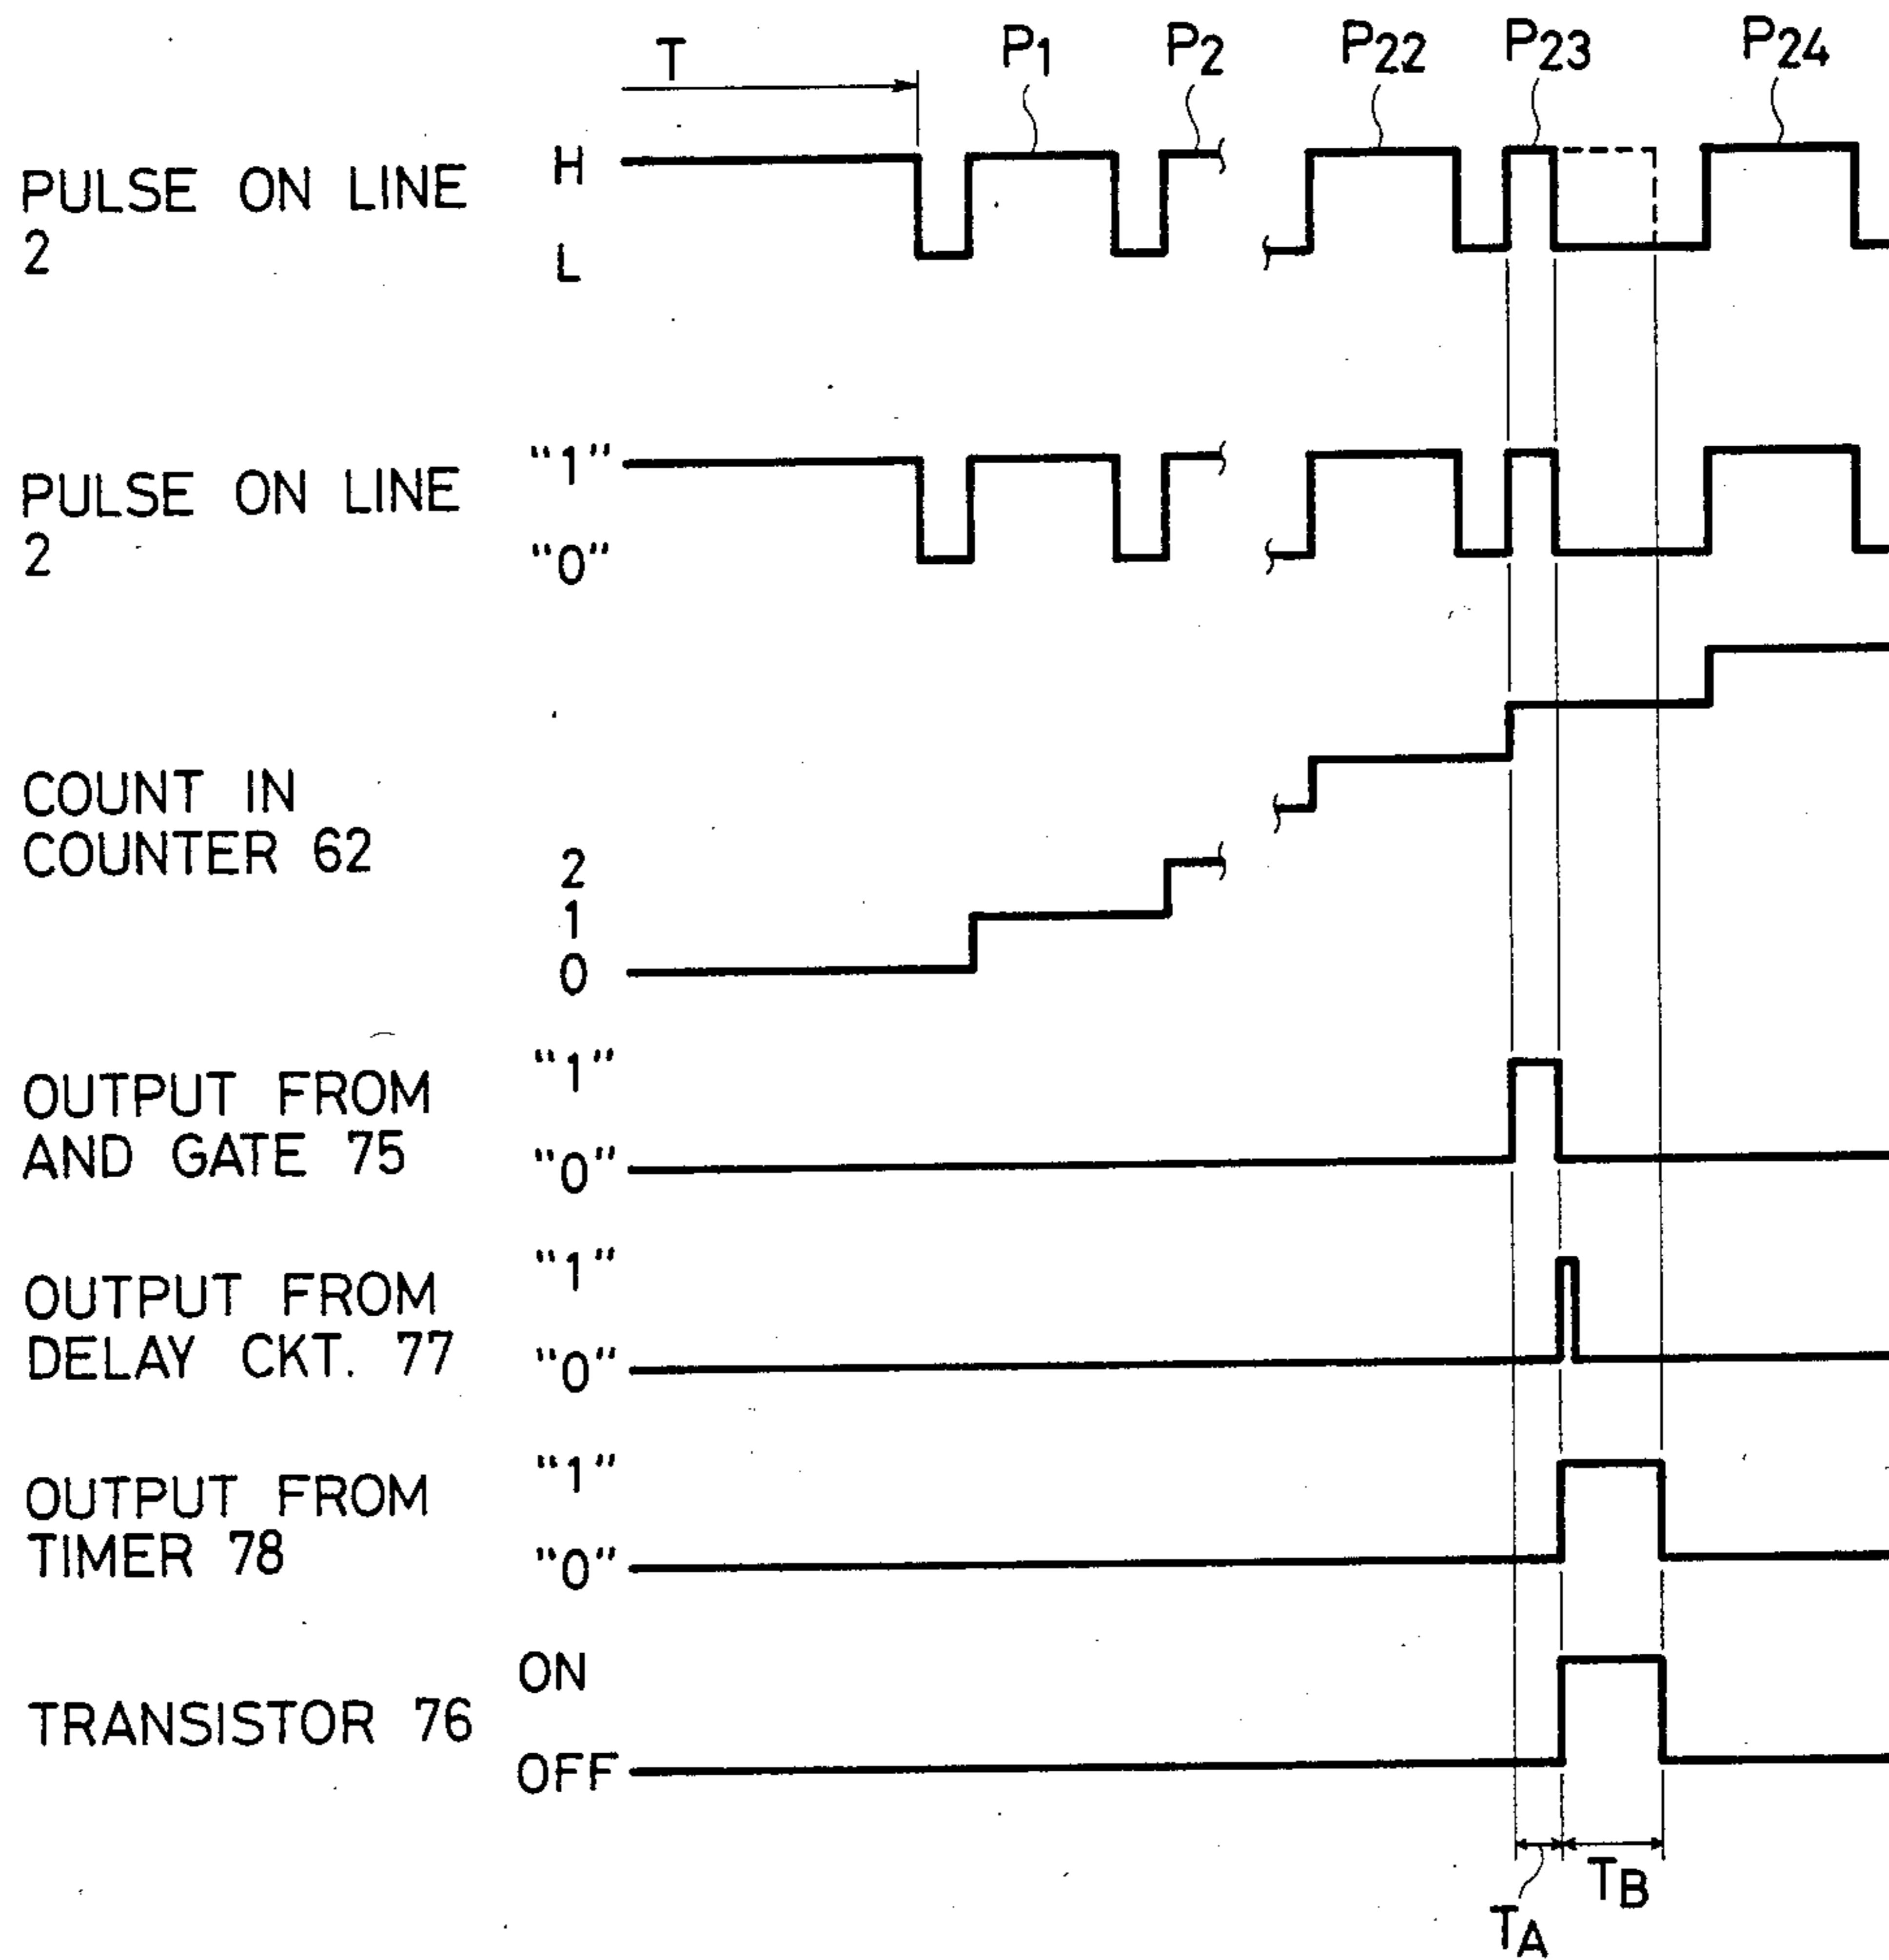 T P1 P2 P22 P23 P24
PULSE ON LINE
2
H
L
PULSE ON LINE
2
"1"
"0"
COUNT IN
COUNTER 62
2
1
0
OUTPUT FROM
AND GATE 75
"1"
"0"
OUTPUT FROM
DELAY CKT. 77
"1"
"0"
OUTPUT FROM
TIMER 78
"1"
"0"
TRANSISTOR 76
ON
OFF
TA
TB